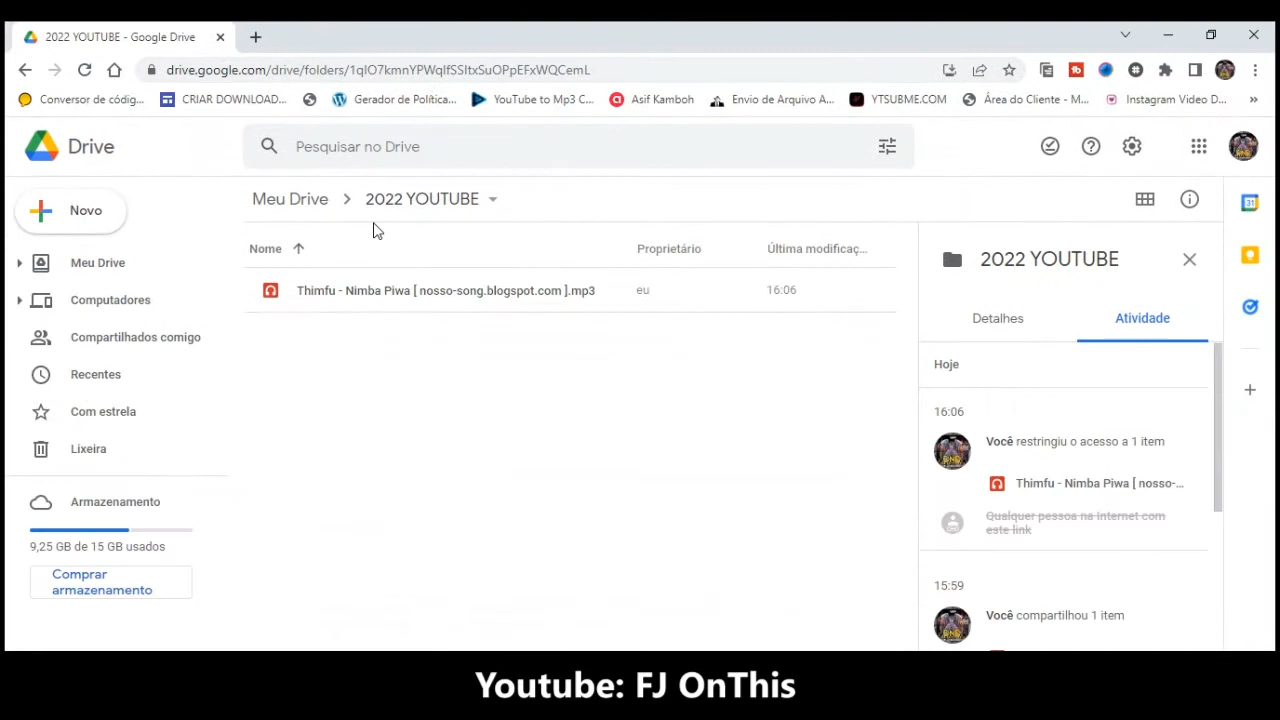 2022 YOUTUBE - Google Drive
drive.google.com/drive/folders/1qIO7kmnYPWqIfSSItxSuOPpEFxWQCemL
Conversor de códig...
CRIAR DOWNLOAD...
Gerador de Política...
YouTube to Mp3 C...
Asif Kamboh
Envio de Arquivo A...
YTSUBME.COM
Área do Cliente - M...
Instagram Video D...
»
Drive
Pesquisar no Drive
Novo
Meu Drive
Computadores
Compartilhados comigo
Recentes
Com estrela
Lixeira
Armazenamento
9,25 GB de 15 GB usados
Comprar
armazenamento
Meu Drive > 2022 YOUTUBE
Nome
Proprietário
Última modificaç...
Thimfu - Nimba Piwa [ nosso-song.blogspot.com ].mp3
eu
16:06
2022 YOUTUBE
Detalhes
Atividade
Hoje
16:06
Você restringiu o acesso a 1 item
Thimfu - Nimba Piwa [ nosso-...
Qualquer pessoa na Internet com
este link
15:59
Você compartilhou 1 item
31
Youtube: FJ OnThis